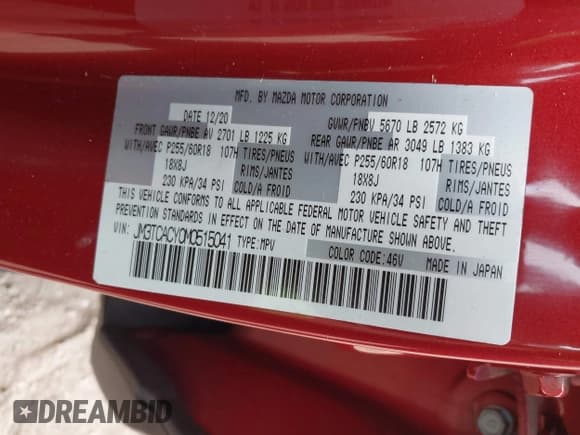 MFD. BY MAZDA MOTOR CORPORATION
DATE 12/20 GVWR/PNBV 5670 LB 2572 KG
FRONT GAWR/PNBE AV 2701 LB 1225 KG REAR GAWR/PNBE AR 3049 LB 1383 KG
WITH/AVEC P255/60R18 107H TIRES/PNEUS WITH/AVEC P255/60R18 107H TIRES/PNEUS
18X8J RIMS/JANTES 18X8J RIMS/JANTES
230 KPA/34 PSI COLD/A FROID 230 KPA/34 PSI COLD/A FROID
THIS VEHICLE CONFORMS TO ALL APPLICABLE FEDERAL MOTOR VEHICLE SAFETY AND THEFT
PREVENTION STANDARDS IN EFFECT ON THE DATE OF MANUFACTURE SHOWN ABOVE.
VIN: JM3TCACY0M0515041 TYPE:MPV
COLOR CODE:46V MADE IN JAPAN
DREAMBID